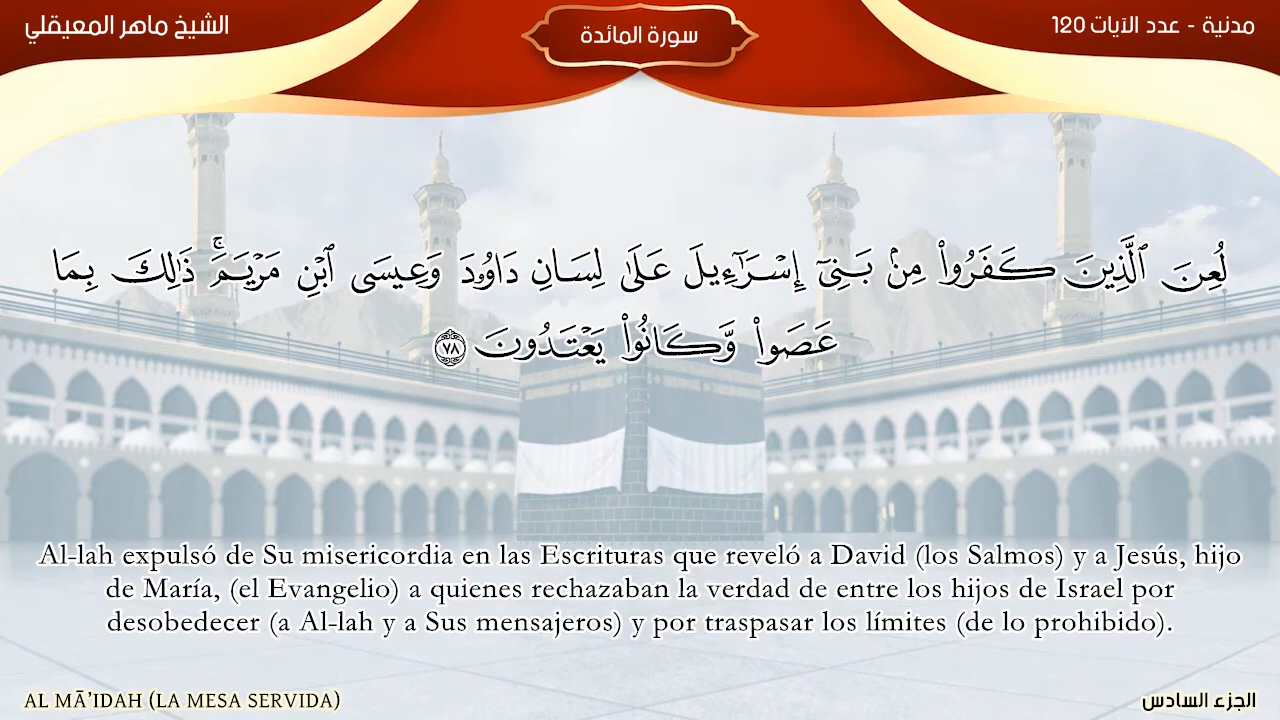 الشيخ ماهر المعيقلي
سورة المائدة
مدنية - عدد الآيات 120
لُعِنَ ٱلَّذِينَ كَفَرُوا۟ مِنۢ بَنِىٓ إِسْرَٰٓءِيلَ عَلَىٰ لِسَانِ دَاوُۥدَ وَعِيسَى ٱبْنِ مَرْيَمَ ۚ ذَٰلِكَ بِمَا
عَصَوا۟ وَّكَانُوا۟ يَعْتَدُونَ ٧٨
Al-lah expulsó de Su misericordia en las Escrituras que reveló a David (los Salmos) y a Jesús, hijo
de María, (el Evangelio) a quienes rechazaban la verdad de entre los hijos de Israel por
desobedecer (a Al-lah y a Sus mensajeros) y por traspasar los límites (de lo prohibido).
AL MĀ’IDAH (LA MESA SERVIDA)
الجزء السادس